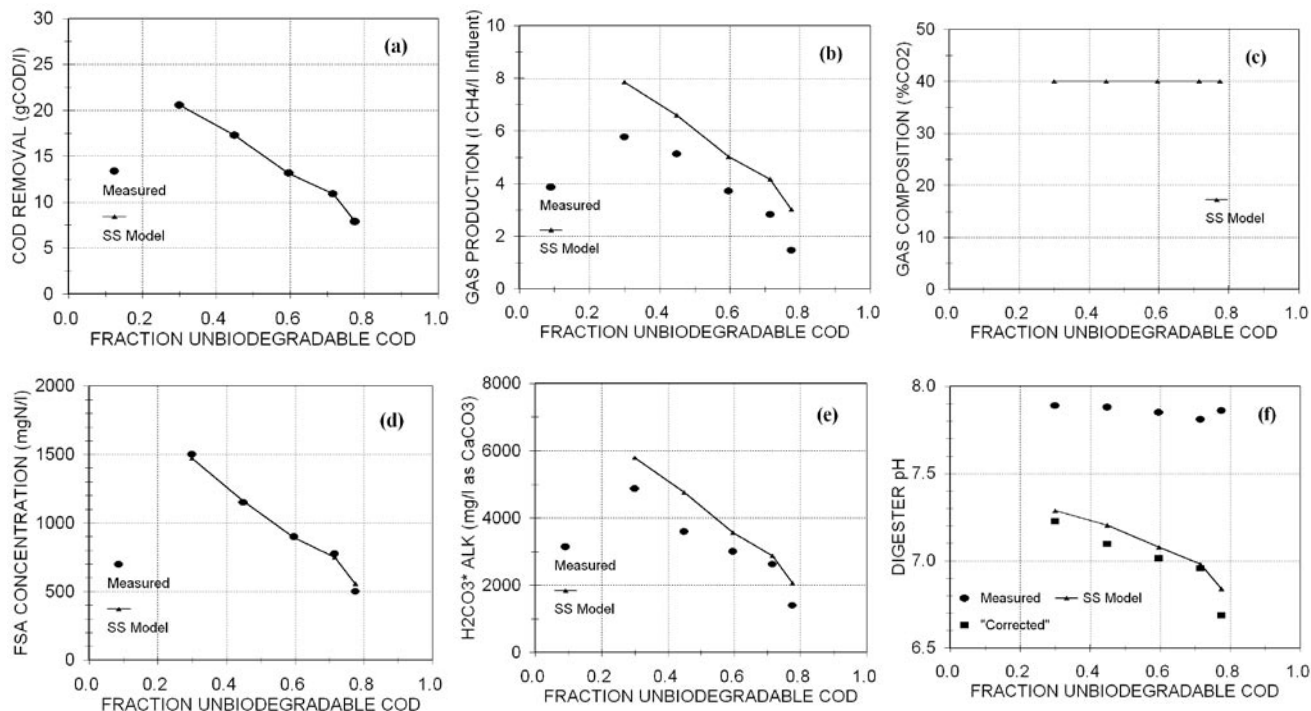 (a)
COD REMOVAL (gCOD/l)
30
25
20
15
10
5
0
Measured
SS Model
0.0 0.2 0.4 0.6 0.8 1.0
FRACTION UNBIODEGRADABLE COD
(b)
GAS PRODUCTION (l CH4/l Influent)
10
8
6
4
2
0
Measured
SS Model
0.0 0.2 0.4 0.6 0.8 1.0
FRACTION UNBIODEGRADABLE COD
(c)
GAS COMPOSITION (%CO2)
50
40
30
20
10
0
SS Model
0.0 0.2 0.4 0.6 0.8 1.0
FRACTION UNBIODEGRADABLE COD
(d)
FSA CONCENTRATION (mgN/l)
2000
1500
1000
500
0
Measured
SS Model
0.0 0.2 0.4 0.6 0.8 1.0
FRACTION UNBIODEGRADABLE COD
(e)
H2CO3* ALK (mg/l as CaCO3)
8000
6000
4000
2000
0
Measured
SS Model
0.0 0.2 0.4 0.6 0.8 1.0
FRACTION UNBIODEGRADABLE COD
(f)
DIGESTER pH
8.0
7.5
7.0
6.5
Measured SS Model
"Corrected"
0.0 0.2 0.4 0.6 0.8 1.0
FRACTION UNBIODEGRADABLE COD